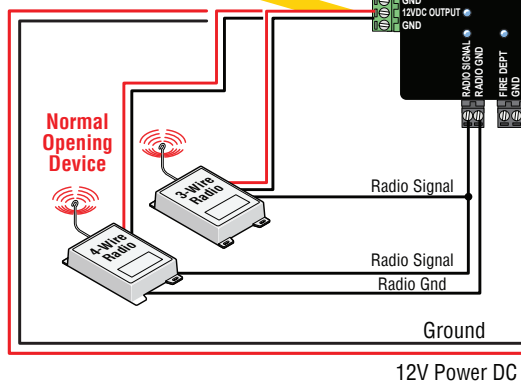 GND
12VDC OUTPUT
GND
RADIO SIGNAL
RADIO GND
FIRE DEPT
GND
Normal
Opening
Device
3-Wire
Radio
4-Wire
Radio
Radio Signal
Radio Signal
Radio Gnd
Ground
12V Power DC